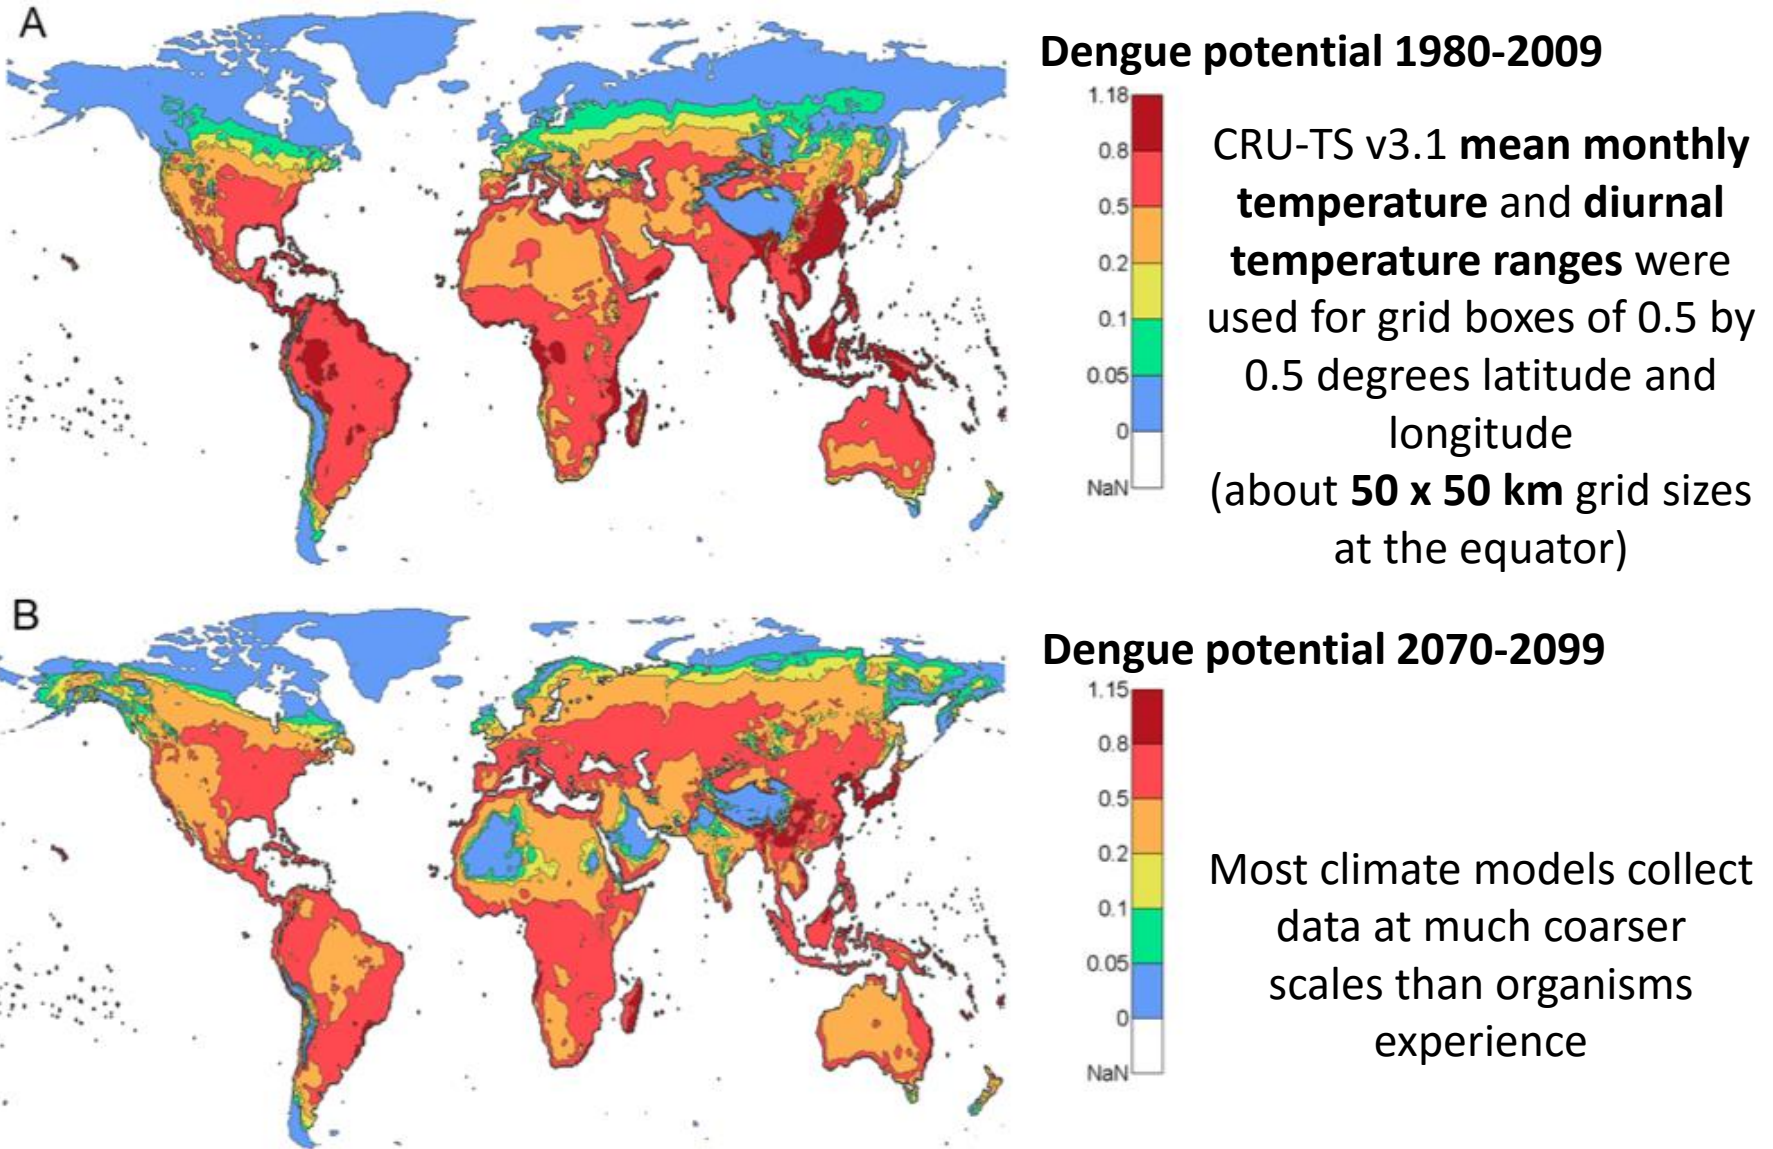 A
Dengue potential 1980-2009
1.18
0.8
0.5
0.2
0.1
0.05
0
NaN
CRU-TS v3.1 mean monthly
temperature and diurnal
temperature ranges were
used for grid boxes of 0.5 by
0.5 degrees latitude and
longitude
(about 50 x 50 km grid sizes
at the equator)
B
Dengue potential 2070-2099
1.15
0.8
0.5
0.2
0.1
0.05
0
NaN
Most climate models collect
data at much coarser
scales than organisms
experience